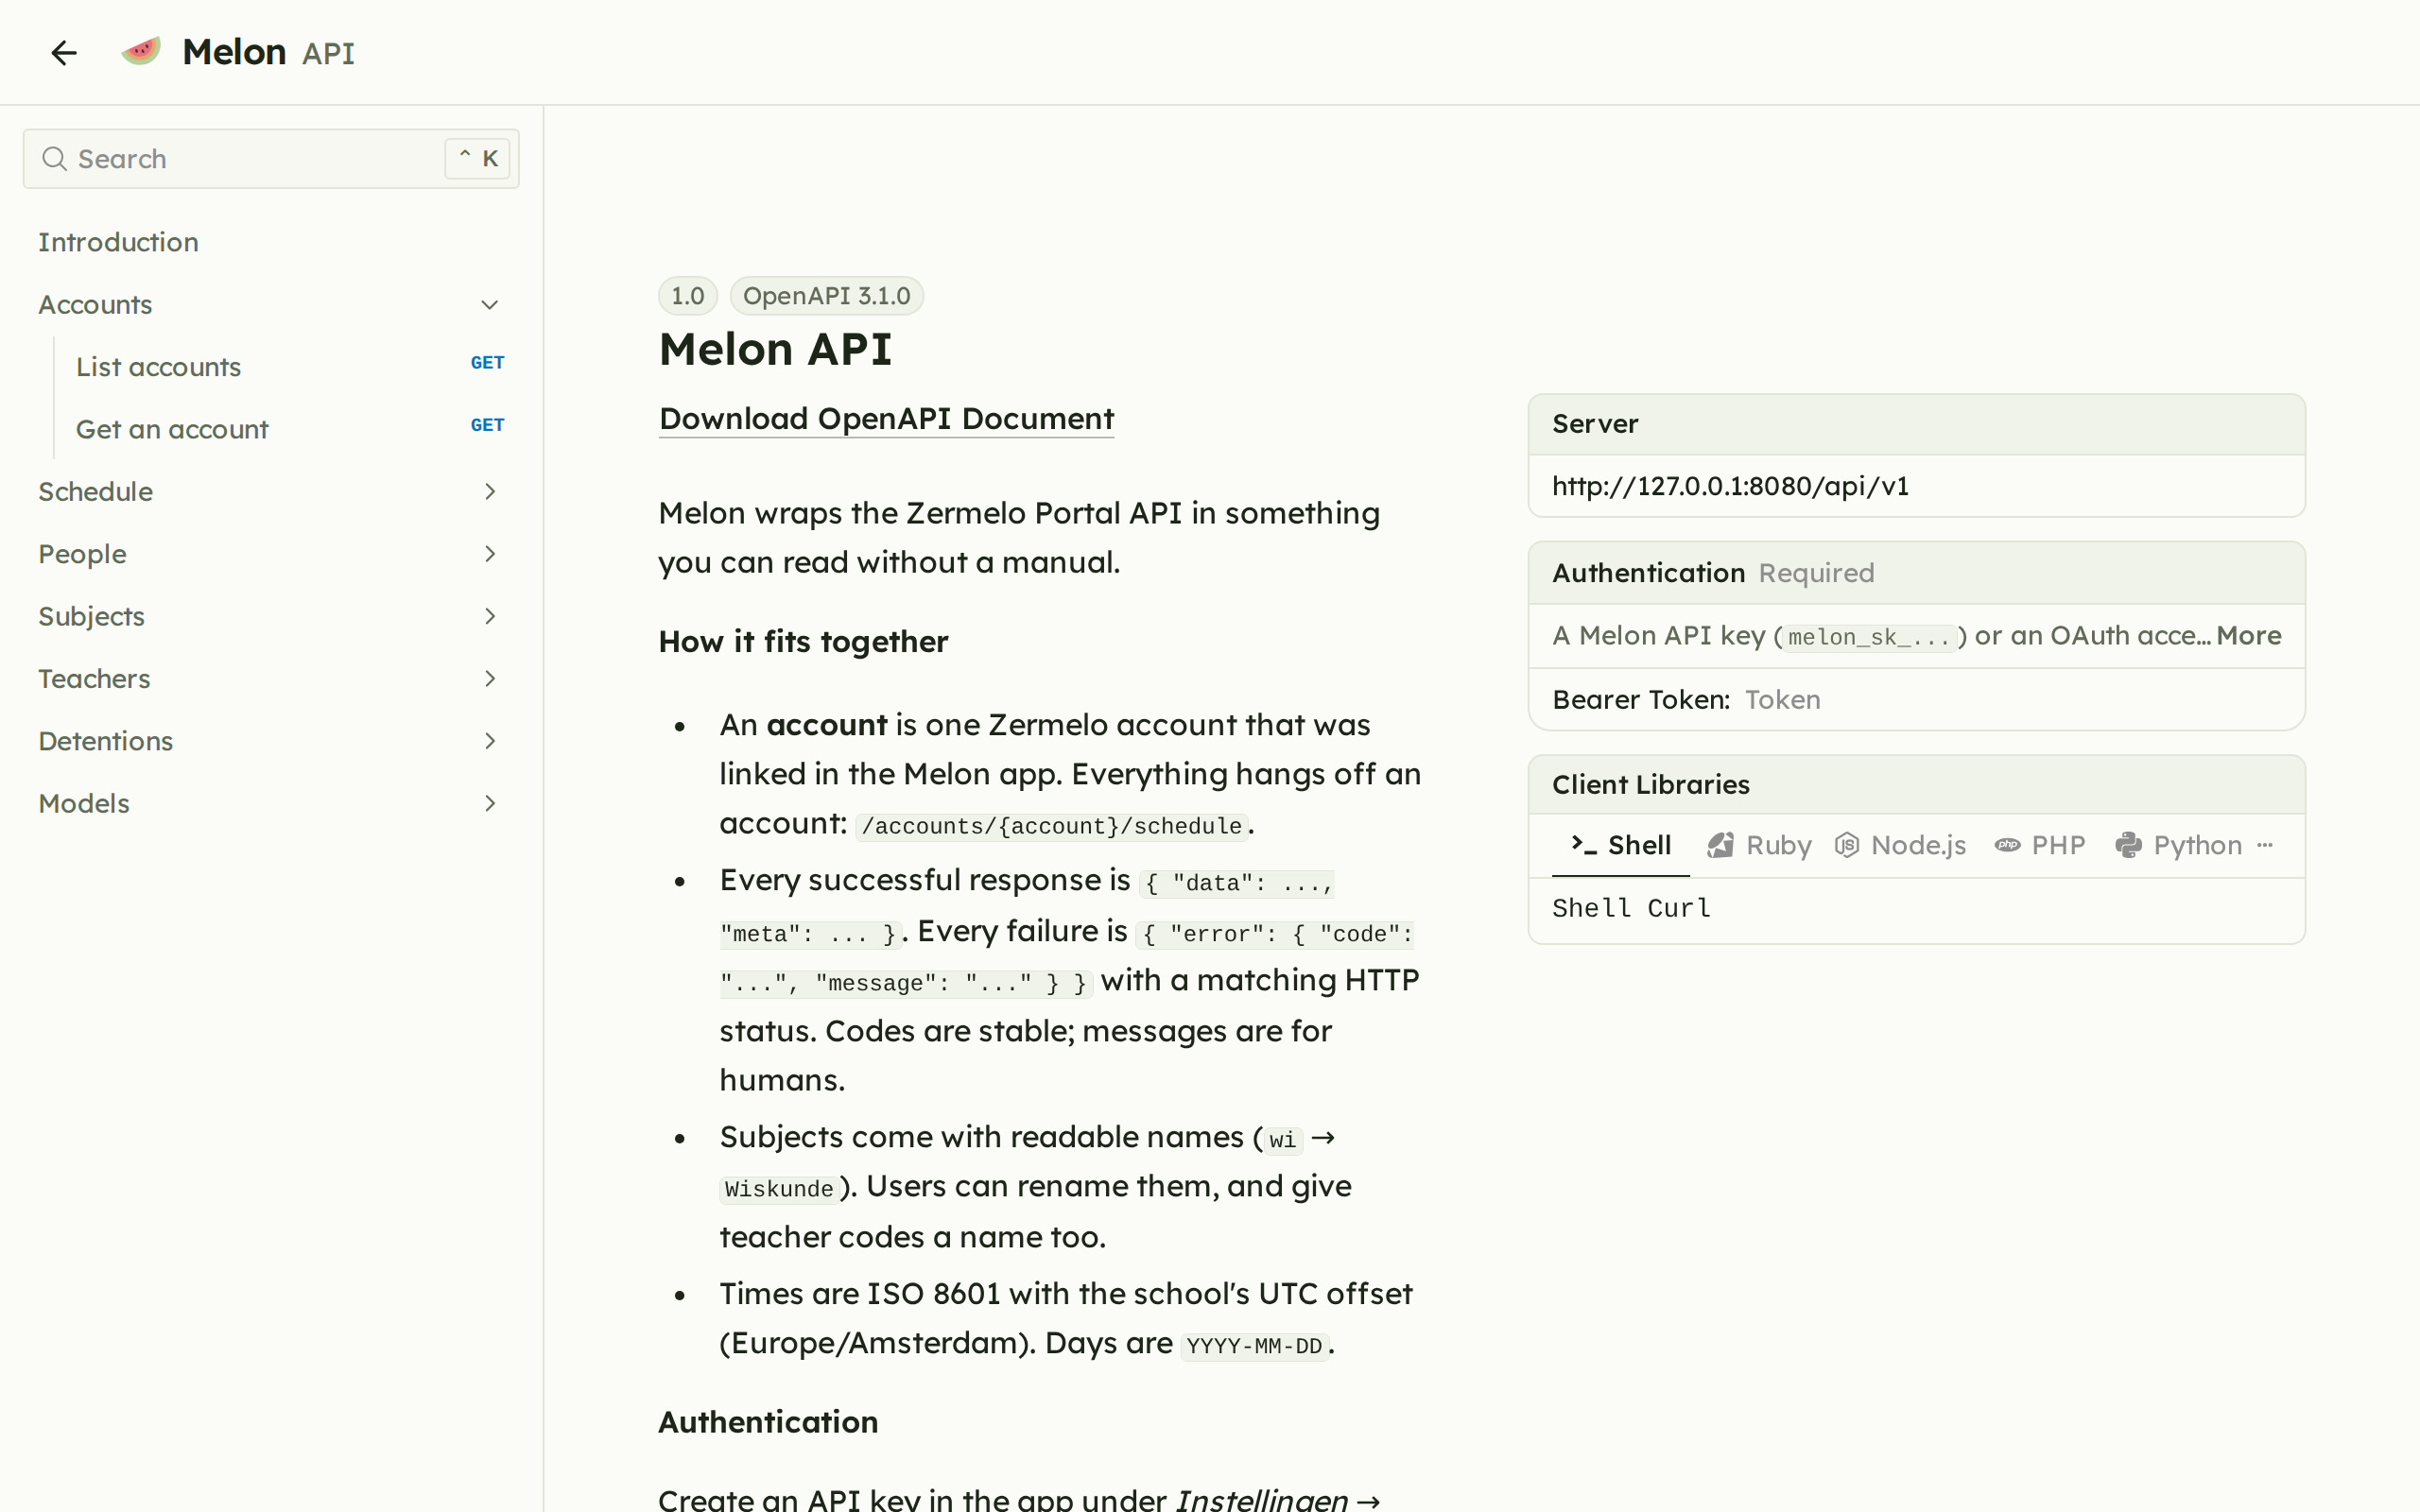 Melon API
Search
⌃ K
Introduction
Accounts
List accounts GET
Get an account GET
Schedule
People
Subjects
Teachers
Detentions
Models
1.0 OpenAPI 3.1.0
Melon API
Download OpenAPI Document
Melon wraps the Zermelo Portal API in something
you can read without a manual.
How it fits together
• An account is one Zermelo account that was
linked in the Melon app. Everything hangs off an
account: /accounts/{account}/schedule.
• Every successful response is { "data": ...,
"meta": ... }. Every failure is { "error": { "code":
"...", "message": "..." } } with a matching HTTP
status. Codes are stable; messages are for
humans.
• Subjects come with readable names (wi →
Wiskunde). Users can rename them, and give
teacher codes a name too.
• Times are ISO 8601 with the school's UTC offset
(Europe/Amsterdam). Days are YYYY-MM-DD.
Authentication
Create an API key in the app under Instellingen →
Server
http://127.0.0.1:8080/api/v1
Authentication Required
A Melon API key (melon_sk_...) or an OAuth acce... More
Bearer Token: Token
Client Libraries
Shell Ruby Node.js PHP Python ···
Shell Curl